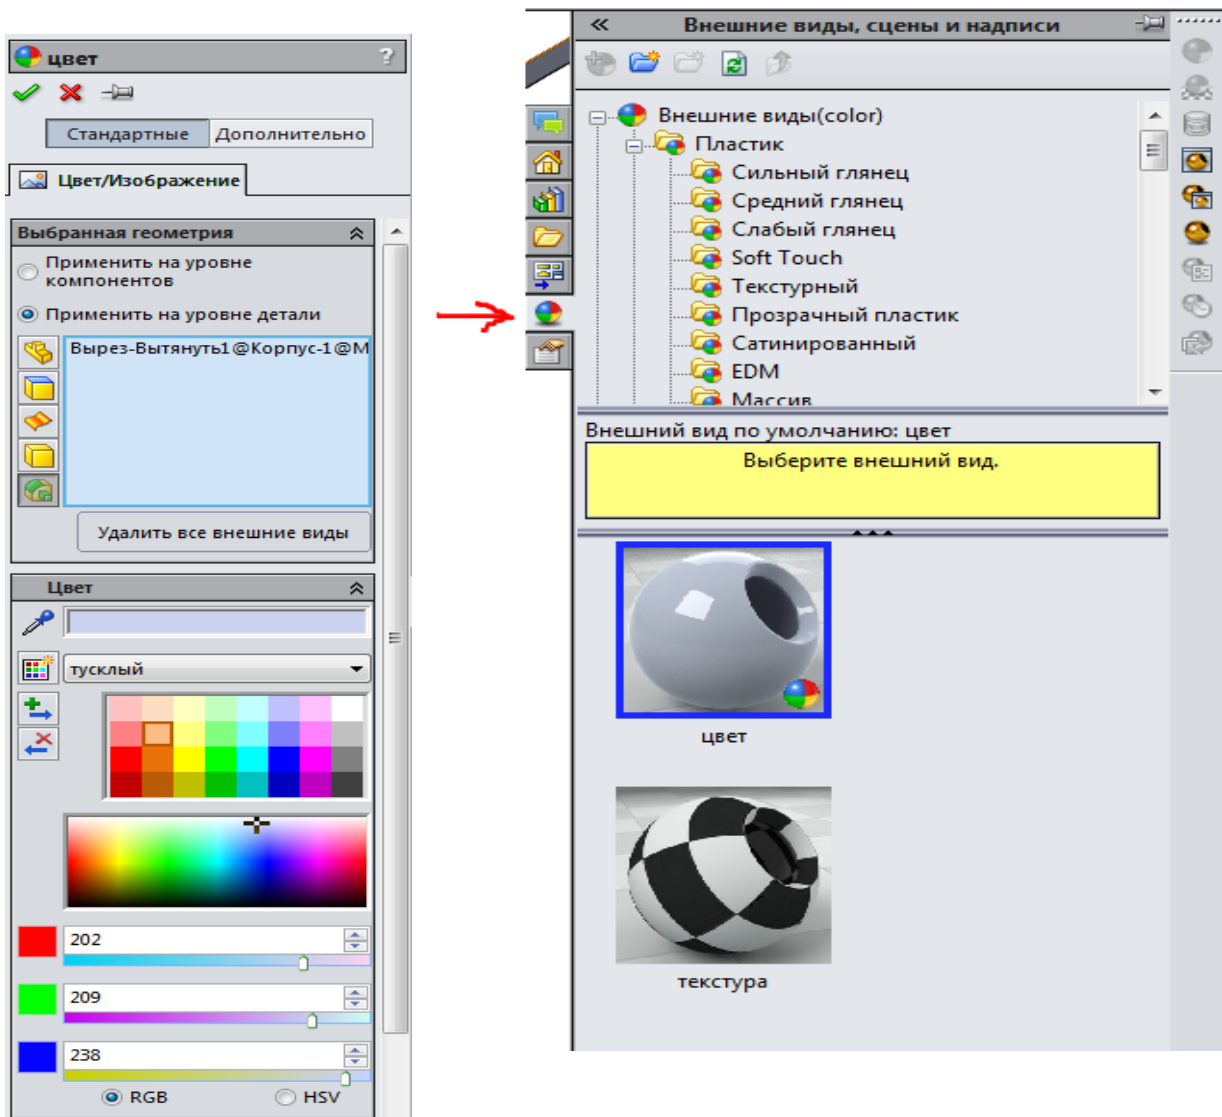 цвет
?
Стандартные Дополнительно
Цвет/Изображение
Выбранная геометрия
Применить на уровне
компонентов
Применить на уровне детали
Вырез-Вытянуть1@Корпус-1@М
Удалить все внешние виды
Цвет
тусклый
202
209
238
RGB HSV
Внешние виды, сцены и надписи
Внешние виды(color)
Пластик
Сильный глянец
Средний глянец
Слабый глянец
Soft Touch
Текстурный
Прозрачный пластик
Сатинированный
EDM
Массив
Внешний вид по умолчанию: цвет
Выберите внешний вид.
цвет
текстура